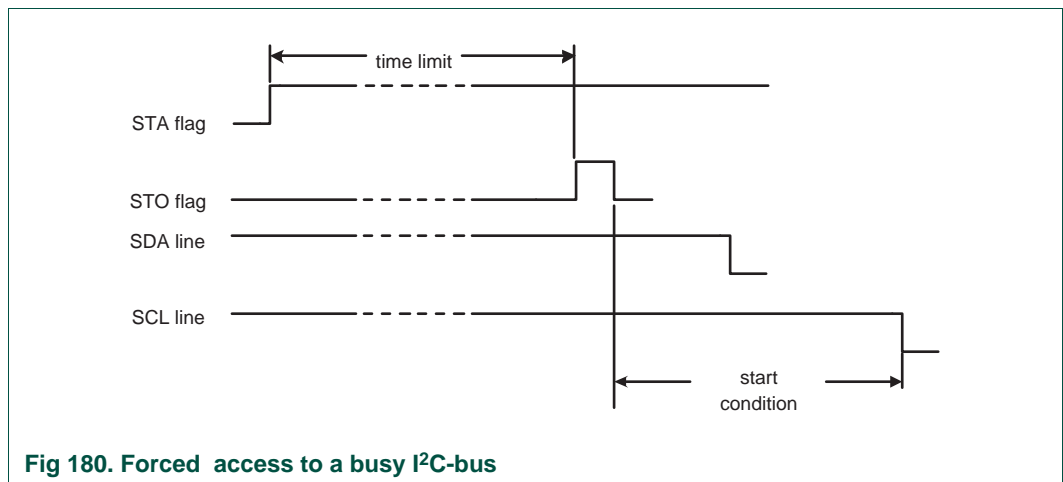 time limit
STA flag
STO flag
SDA line
SCL line
start
condition
Fig 180. Forced access to a busy I²C-bus